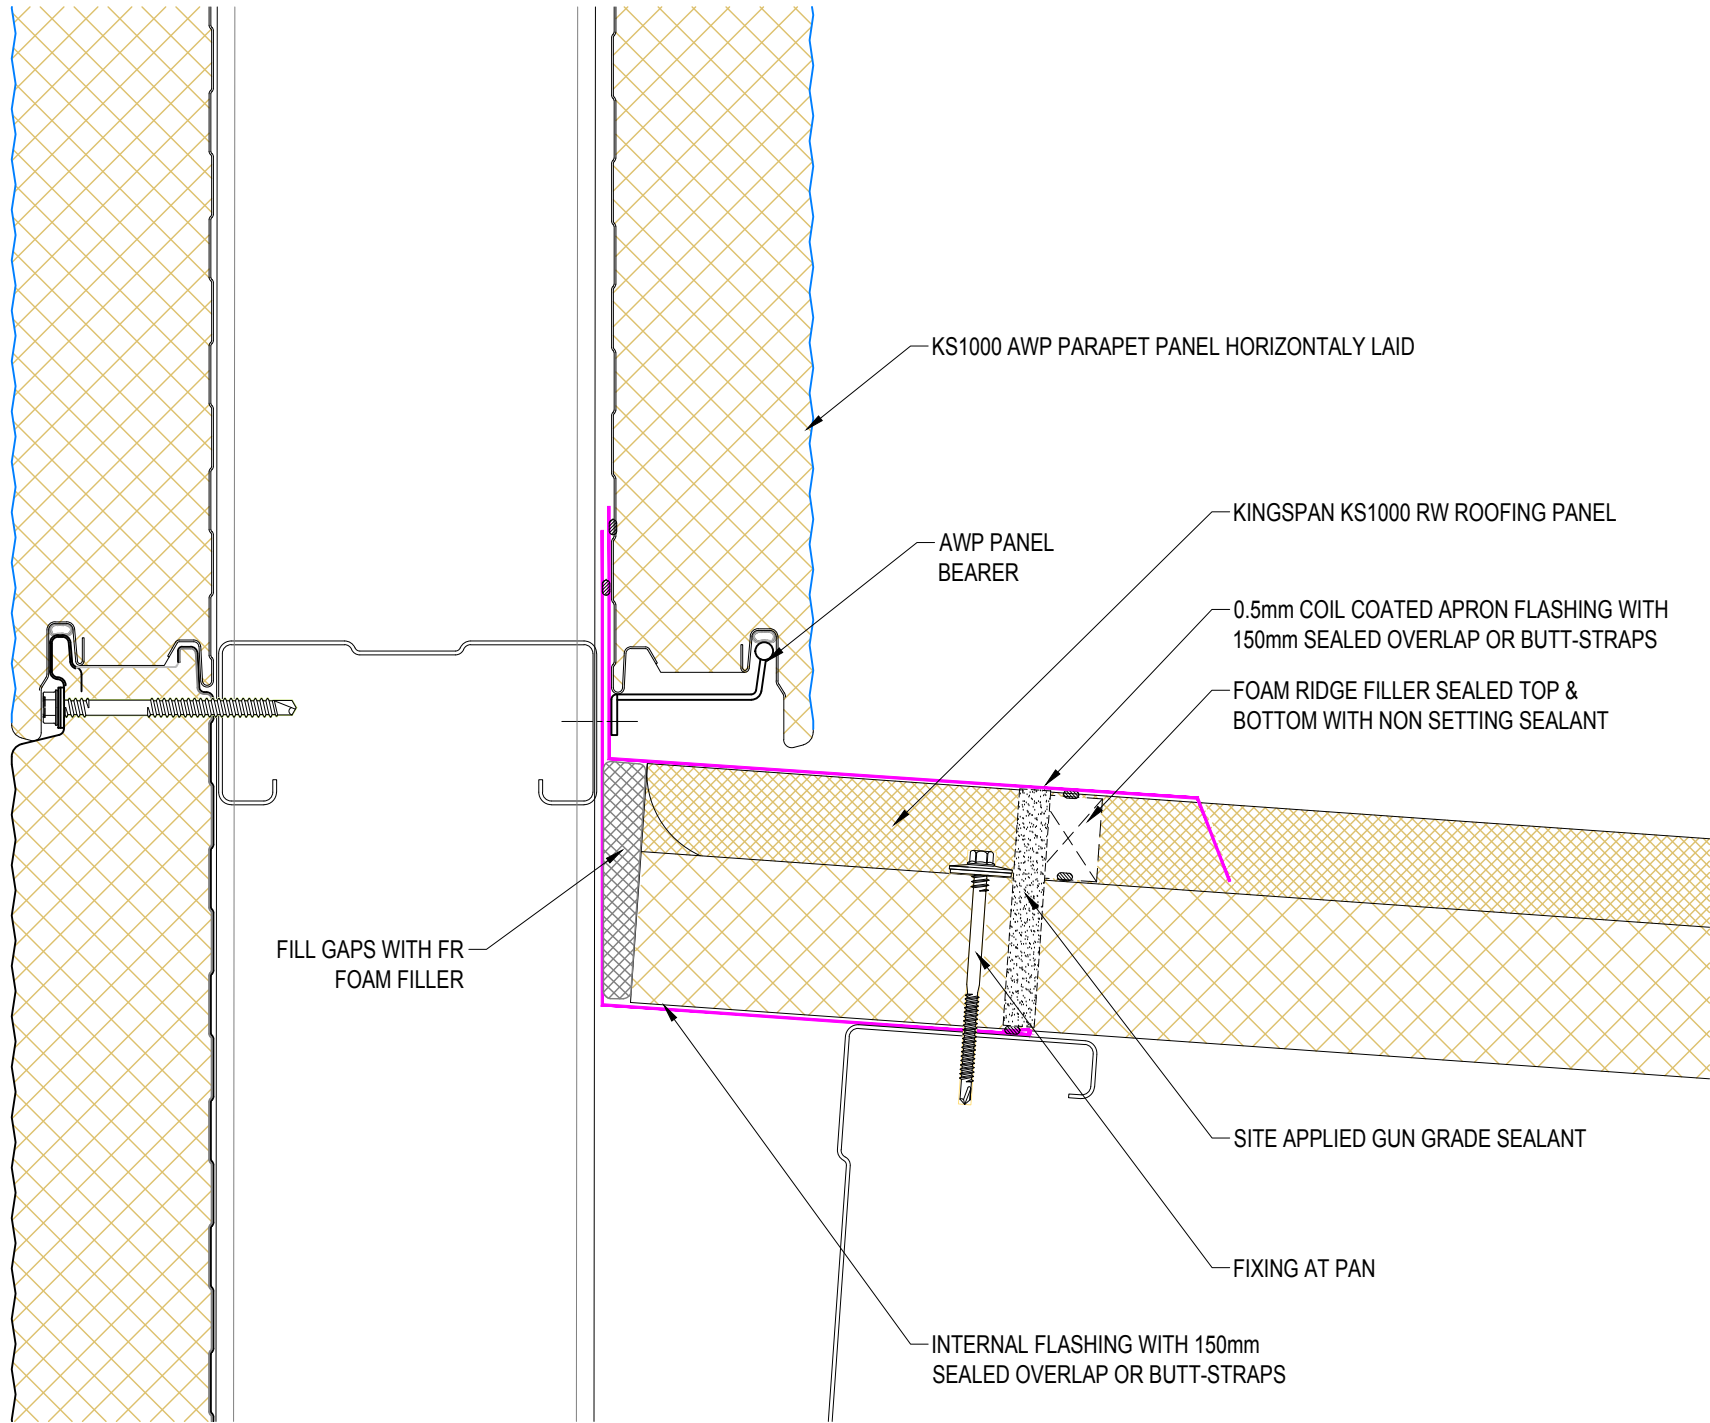 KS1000 AWP PARAPET PANEL HORIZONTALY LAID
KINGSPAN KS1000 RW ROOFING PANEL
AWP PANEL
BEARER
0.5mm COIL COATED APRON FLASHING WITH
150mm SEALED OVERLAP OR BUTT-STRAPS
FOAM RIDGE FILLER SEALED TOP &
BOTTOM WITH NON SETTING SEALANT
FILL GAPS WITH FR
FOAM FILLER
SITE APPLIED GUN GRADE SEALANT
FIXING AT PAN
INTERNAL FLASHING WITH 150mm
SEALED OVERLAP OR BUTT-STRAPS